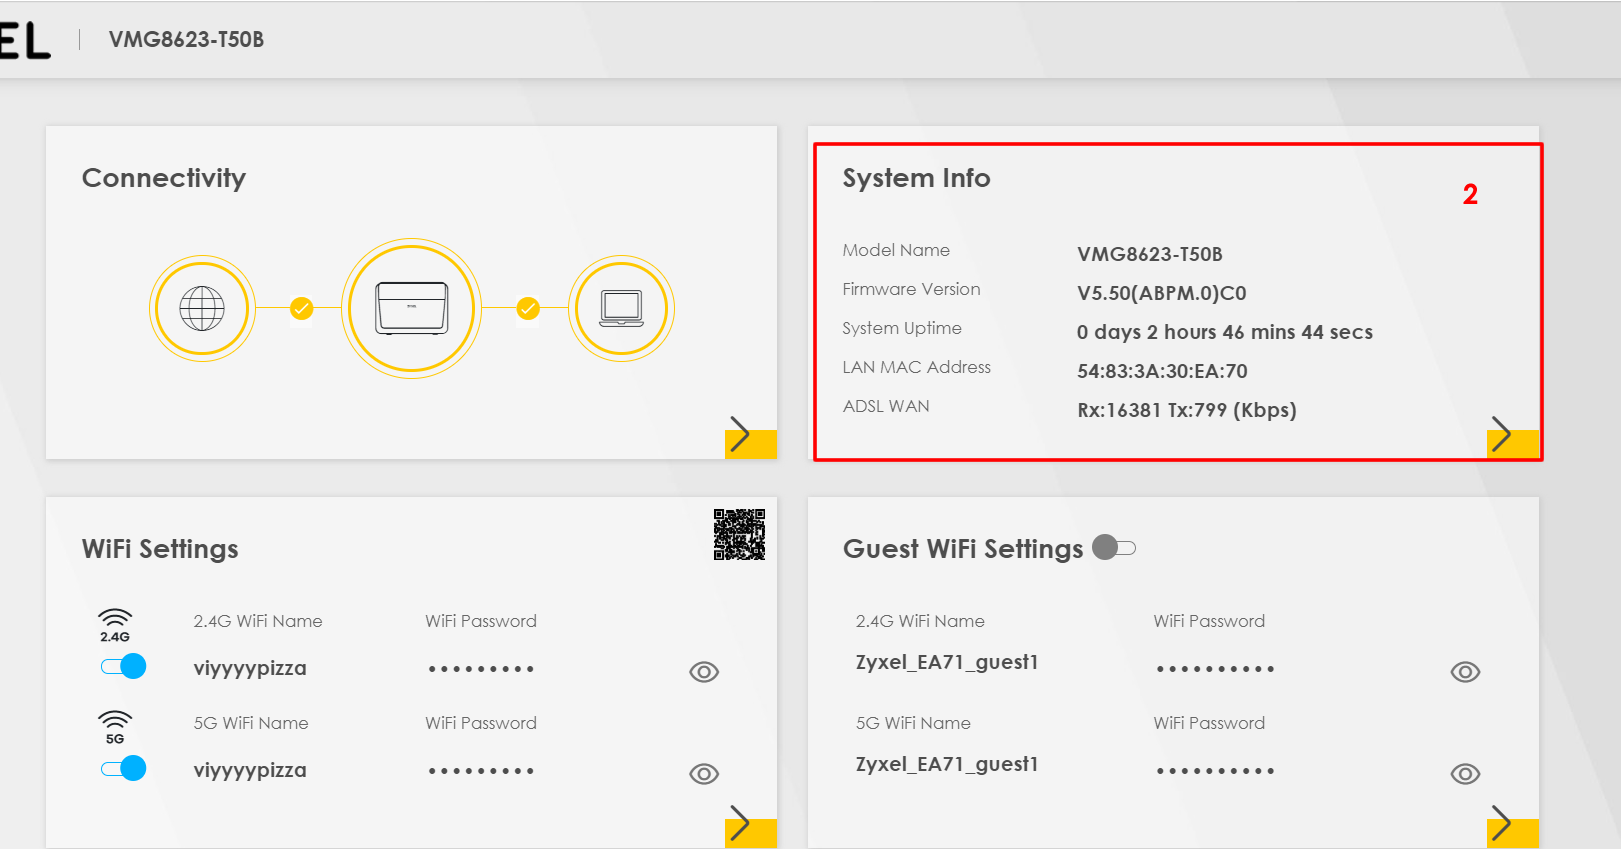 EL VMG8623-T50B
Connectivity
System Info
2
Model Name VMG8623-T50B
Firmware Version V5.50(ABPM.0)C0
System Uptime 0 days 2 hours 46 mins 44 secs
LAN MAC Address 54:83:3A:30:EA:70
ADSL WAN Rx:16381 Tx:799 (Kbps)
WiFi Settings
2.4G
2.4G WiFi Name WiFi Password
viyyyypizza •••••••••
5G
5G WiFi Name WiFi Password
viyyyypizza •••••••••
Guest WiFi Settings
2.4G WiFi Name WiFi Password
Zyxel_EA71_guest1 ••••••••••
5G WiFi Name WiFi Password
Zyxel_EA71_guest1 ••••••••••